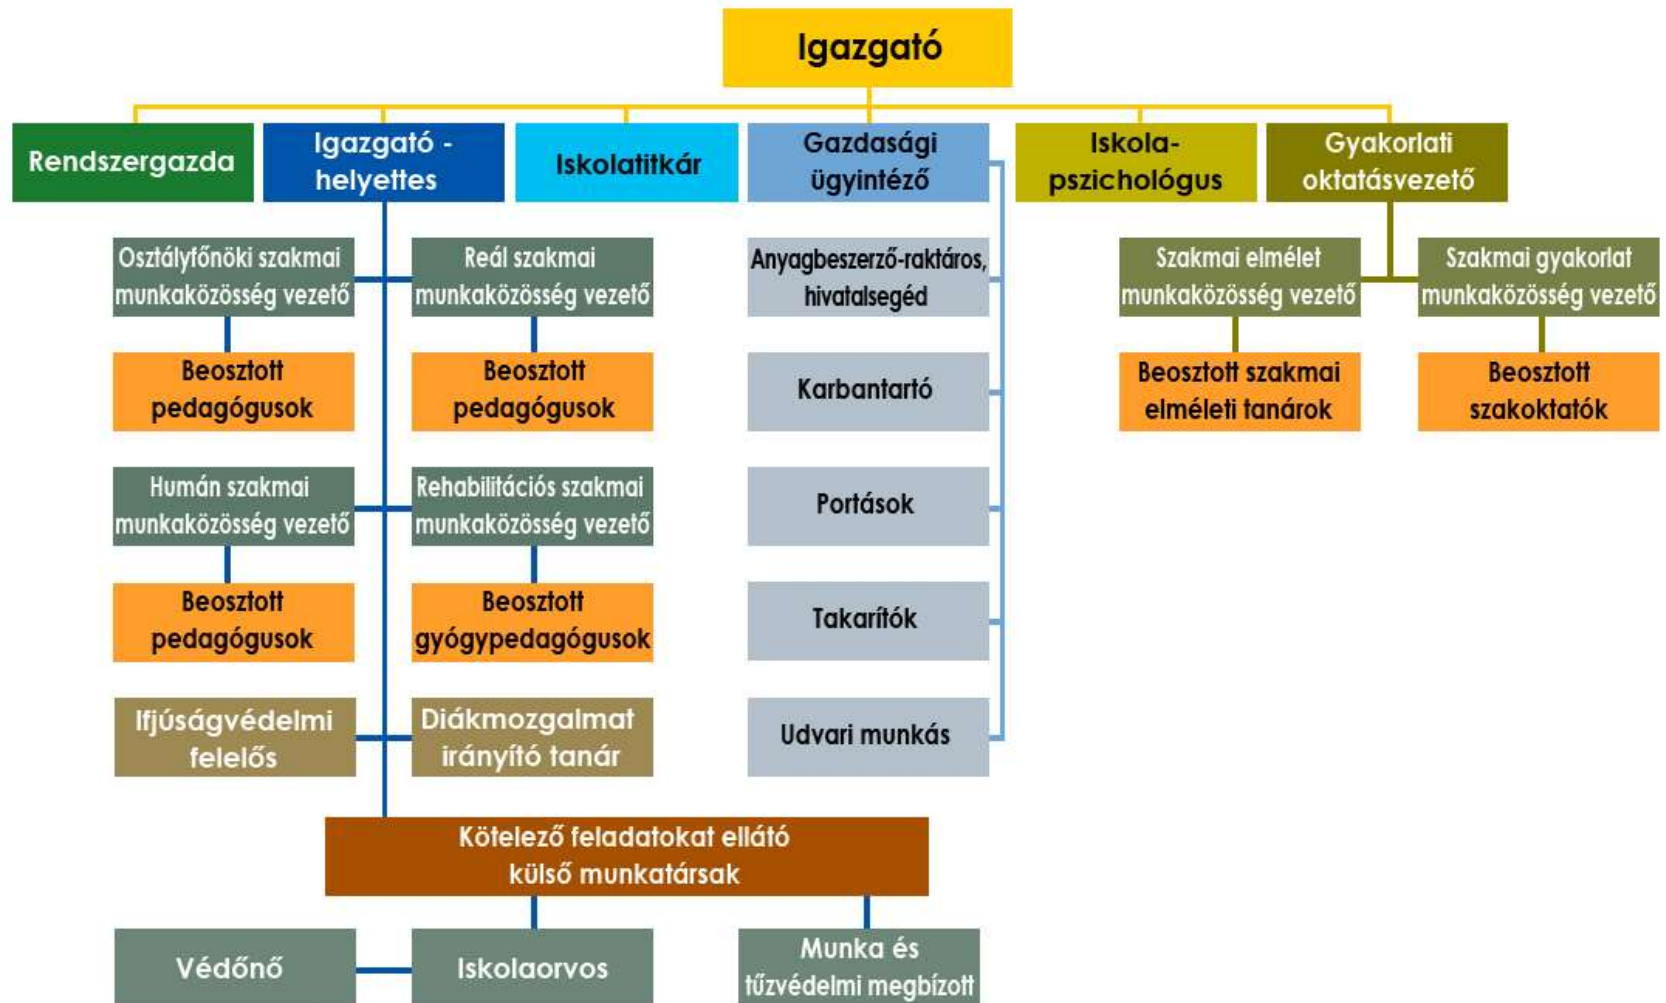 Igazgató
Rendszergazda
Igazgató -
helyettes
Iskolatitkár
Gazdasági
ügyintéző
Iskola-
pszichológus
Gyakorlati
oktatásvezető
Osztályfőnöki szakmai
munkaközösség vezető
Reál szakmai
munkaközösség vezető
Anyagbeszerző-raktáros,
hivatalsegéd
Szakmai elmélet
munkaközösség vezető
Szakmai gyakorlat
munkaközösség vezető
Beosztott
pedagógusok
Beosztott
pedagógusok
Karbantartó
Beosztott szakmai
elméleti tanárok
Beosztott
szakoktatók
Humán szakmai
munkaközösség vezető
Rehabilitációs szakmai
munkaközösség vezető
Portások
Beosztott
pedagógusok
Beosztott
gyógypedagógusok
Takarítók
Ifjúságvédelmi
felelős
Diákmozgalmat
irányító tanár
Udvari munkás
Kötelező feladatokat ellátó
külső munkatársak
Védőnő
Iskolaorvos
Munka és
tűzvédelmi megbízott